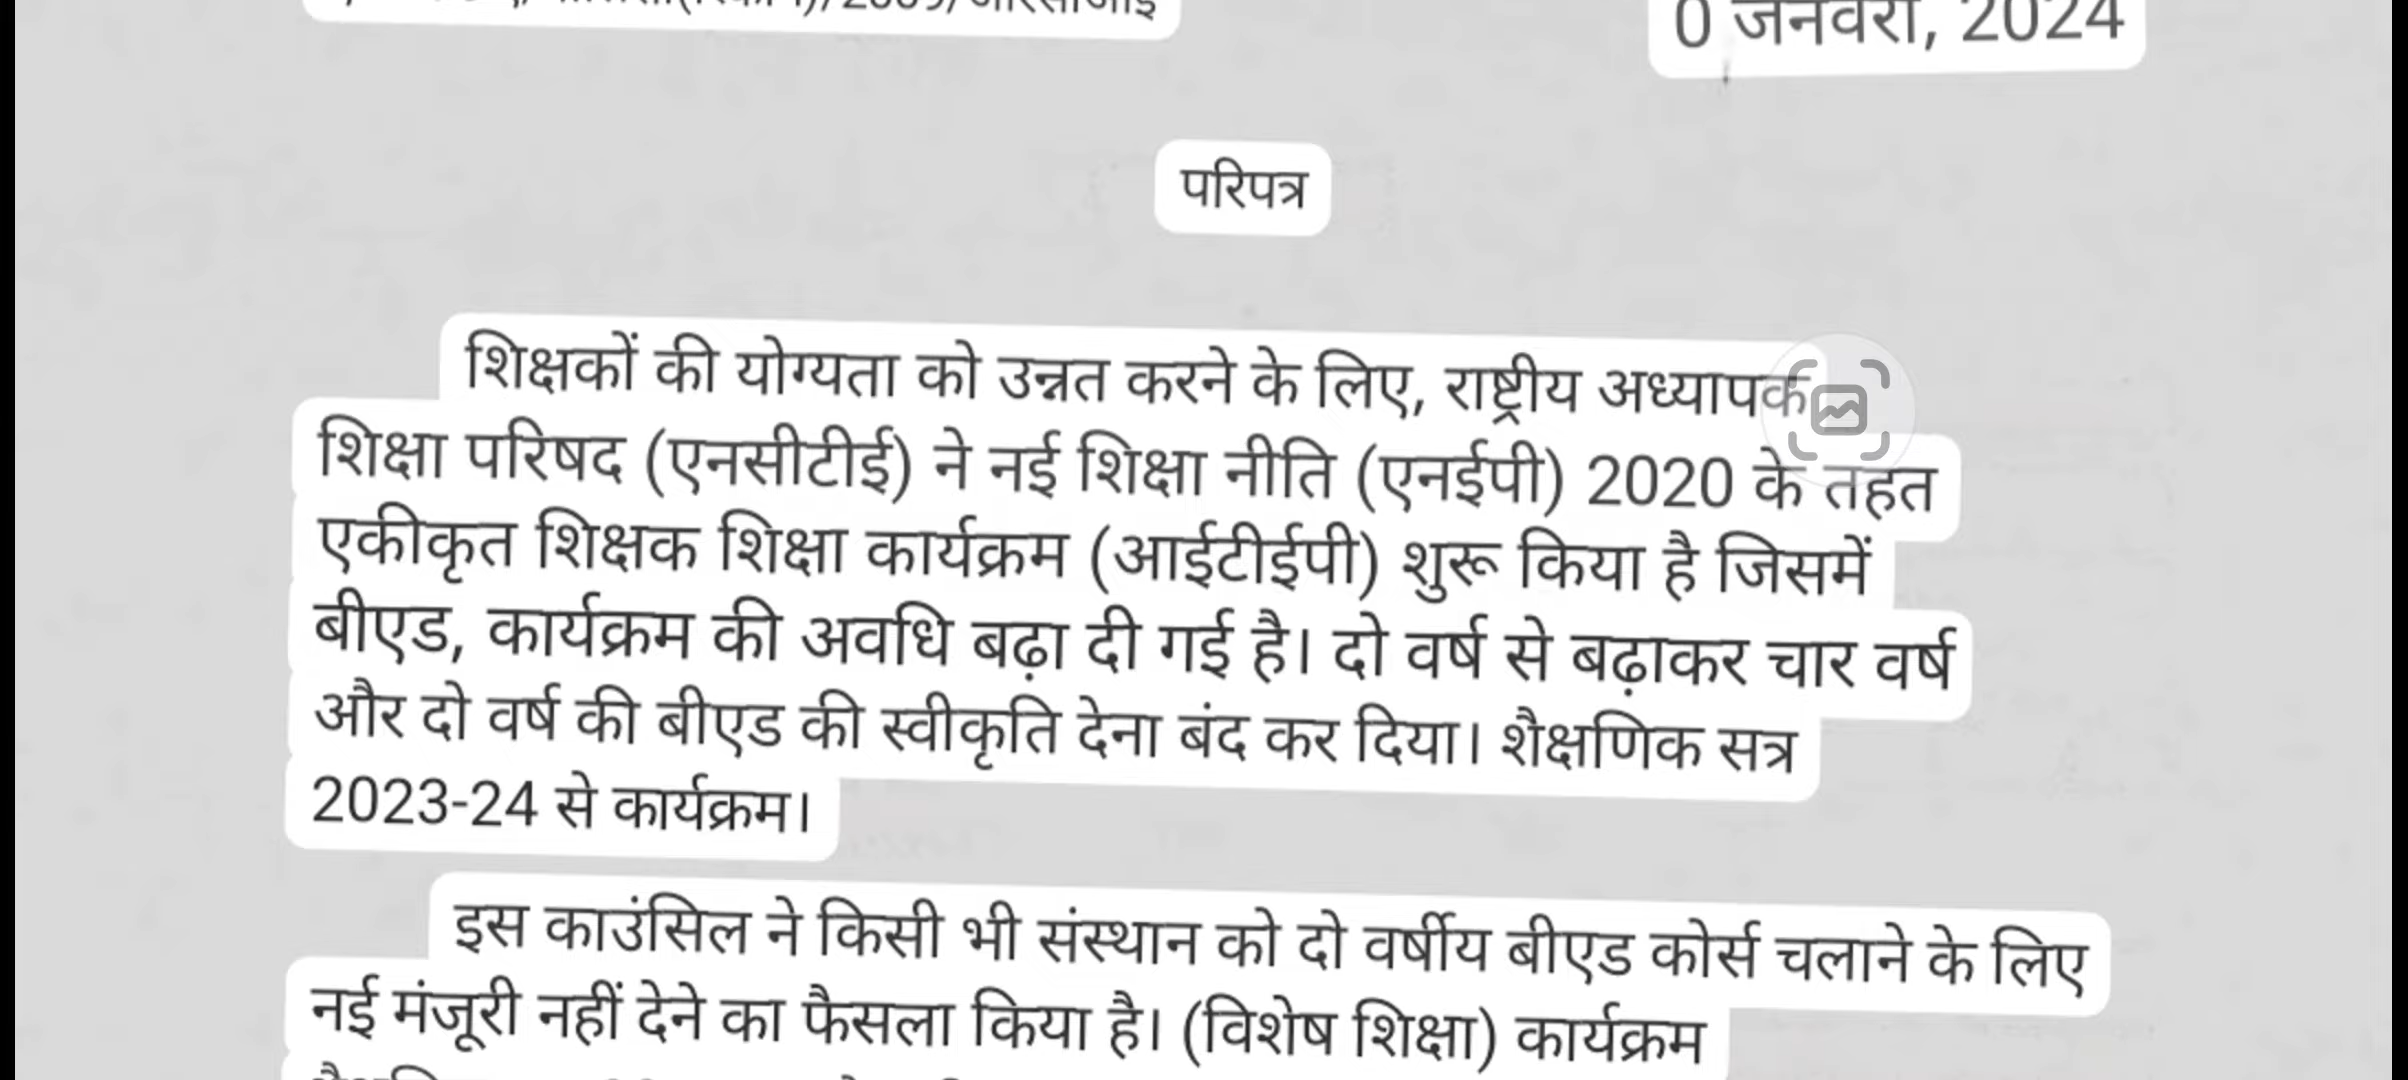 0 जनवरी, 2024
परिपत्र
शिक्षकों की योग्यता को उन्नत करने के लिए, राष्ट्रीय अध्यापक
शिक्षा परिषद (एनसीटीई) ने नई शिक्षा नीति (एनईपी) 2020 के तहत
एकीकृत शिक्षक शिक्षा कार्यक्रम (आईटीईपी) शुरू किया है जिसमें
बीएड, कार्यक्रम की अवधि बढ़ा दी गई है। दो वर्ष से बढ़ाकर चार वर्ष
और दो वर्ष की बीएड की स्वीकृति देना बंद कर दिया। शैक्षणिक सत्र
2023-24 से कार्यक्रम।
इस काउंसिल ने किसी भी संस्थान को दो वर्षीय बीएड कोर्स चलाने के लिए
नई मंजूरी नहीं देने का फैसला किया है। (विशेष शिक्षा) कार्यक्रम